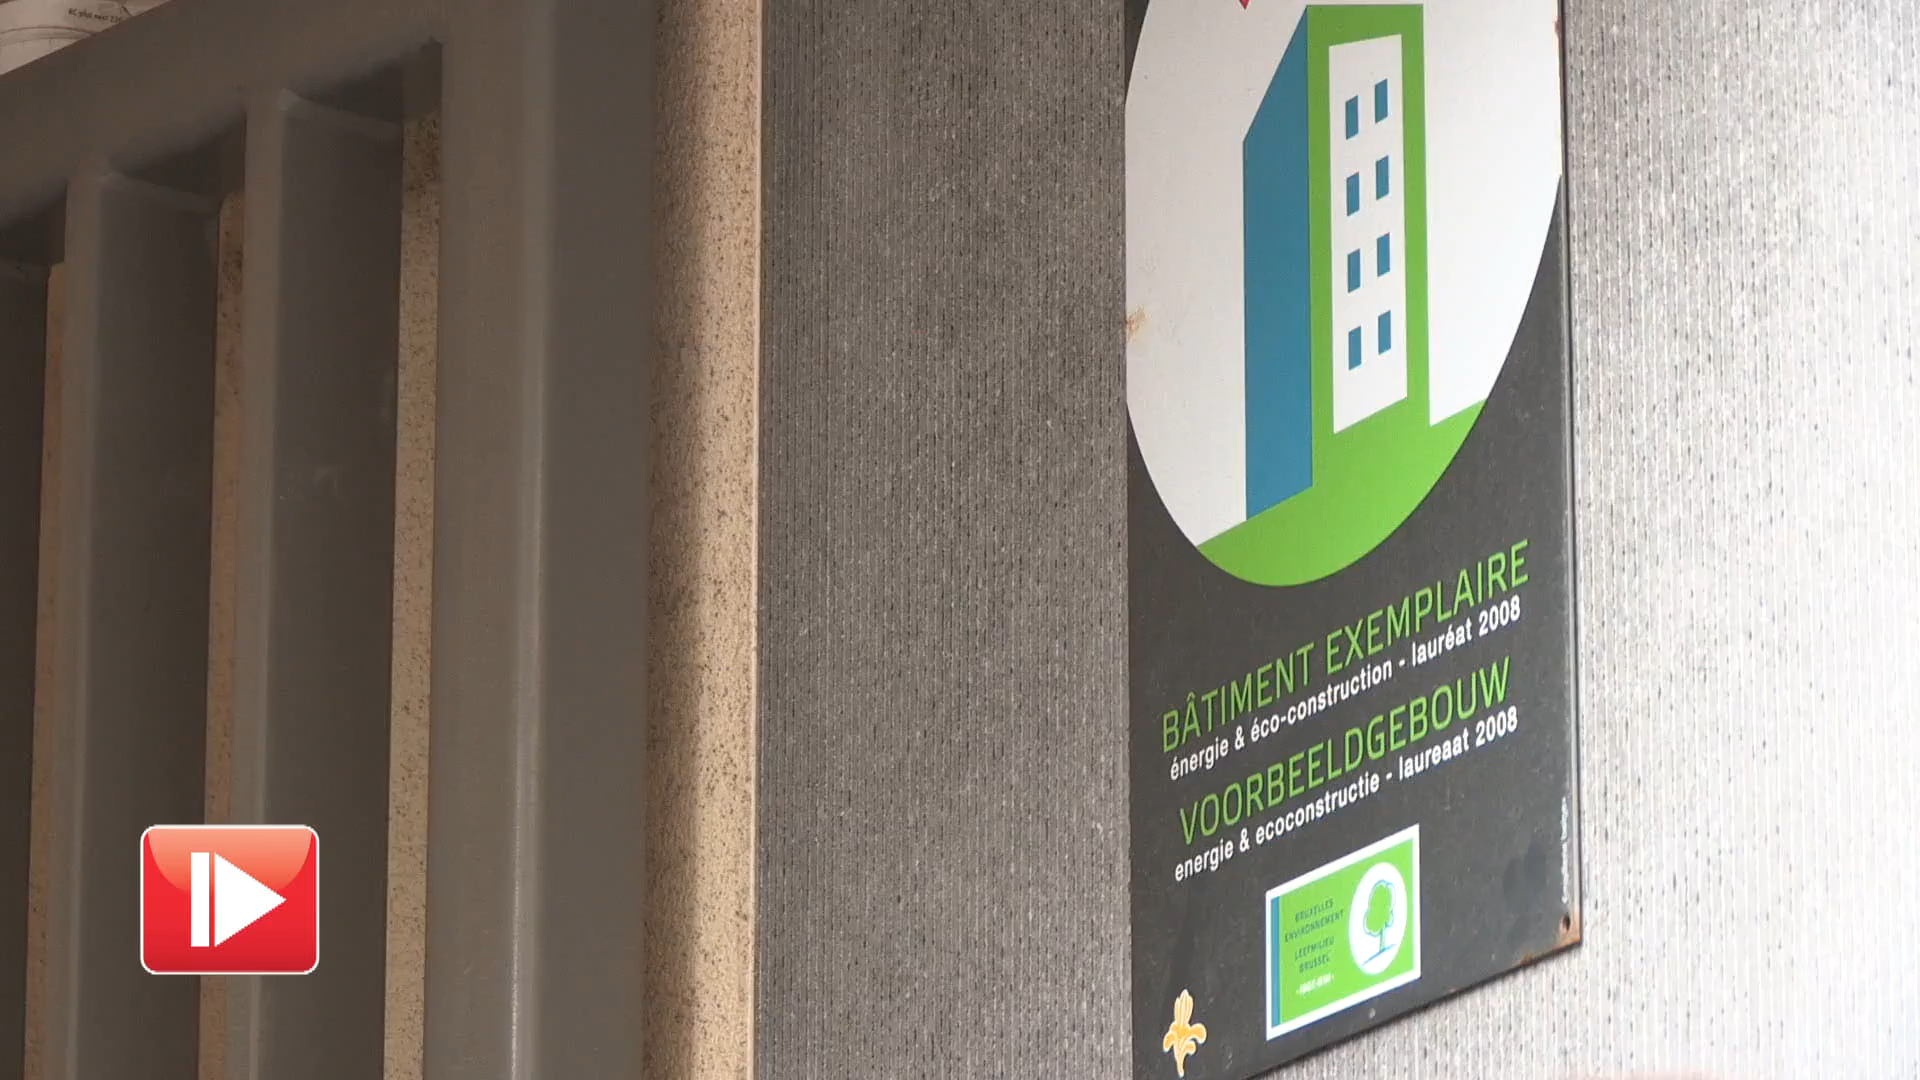 BÂTIMENT EXEMPLAIRE
énergie & éco-construction - lauréat 2008
VOORBEELDGEBOUW
energie & ecoconstructie - laureaat 2008
BRUXELLES
ENVIRONNEMENT
LEEFMILIEU
BRUSSEL